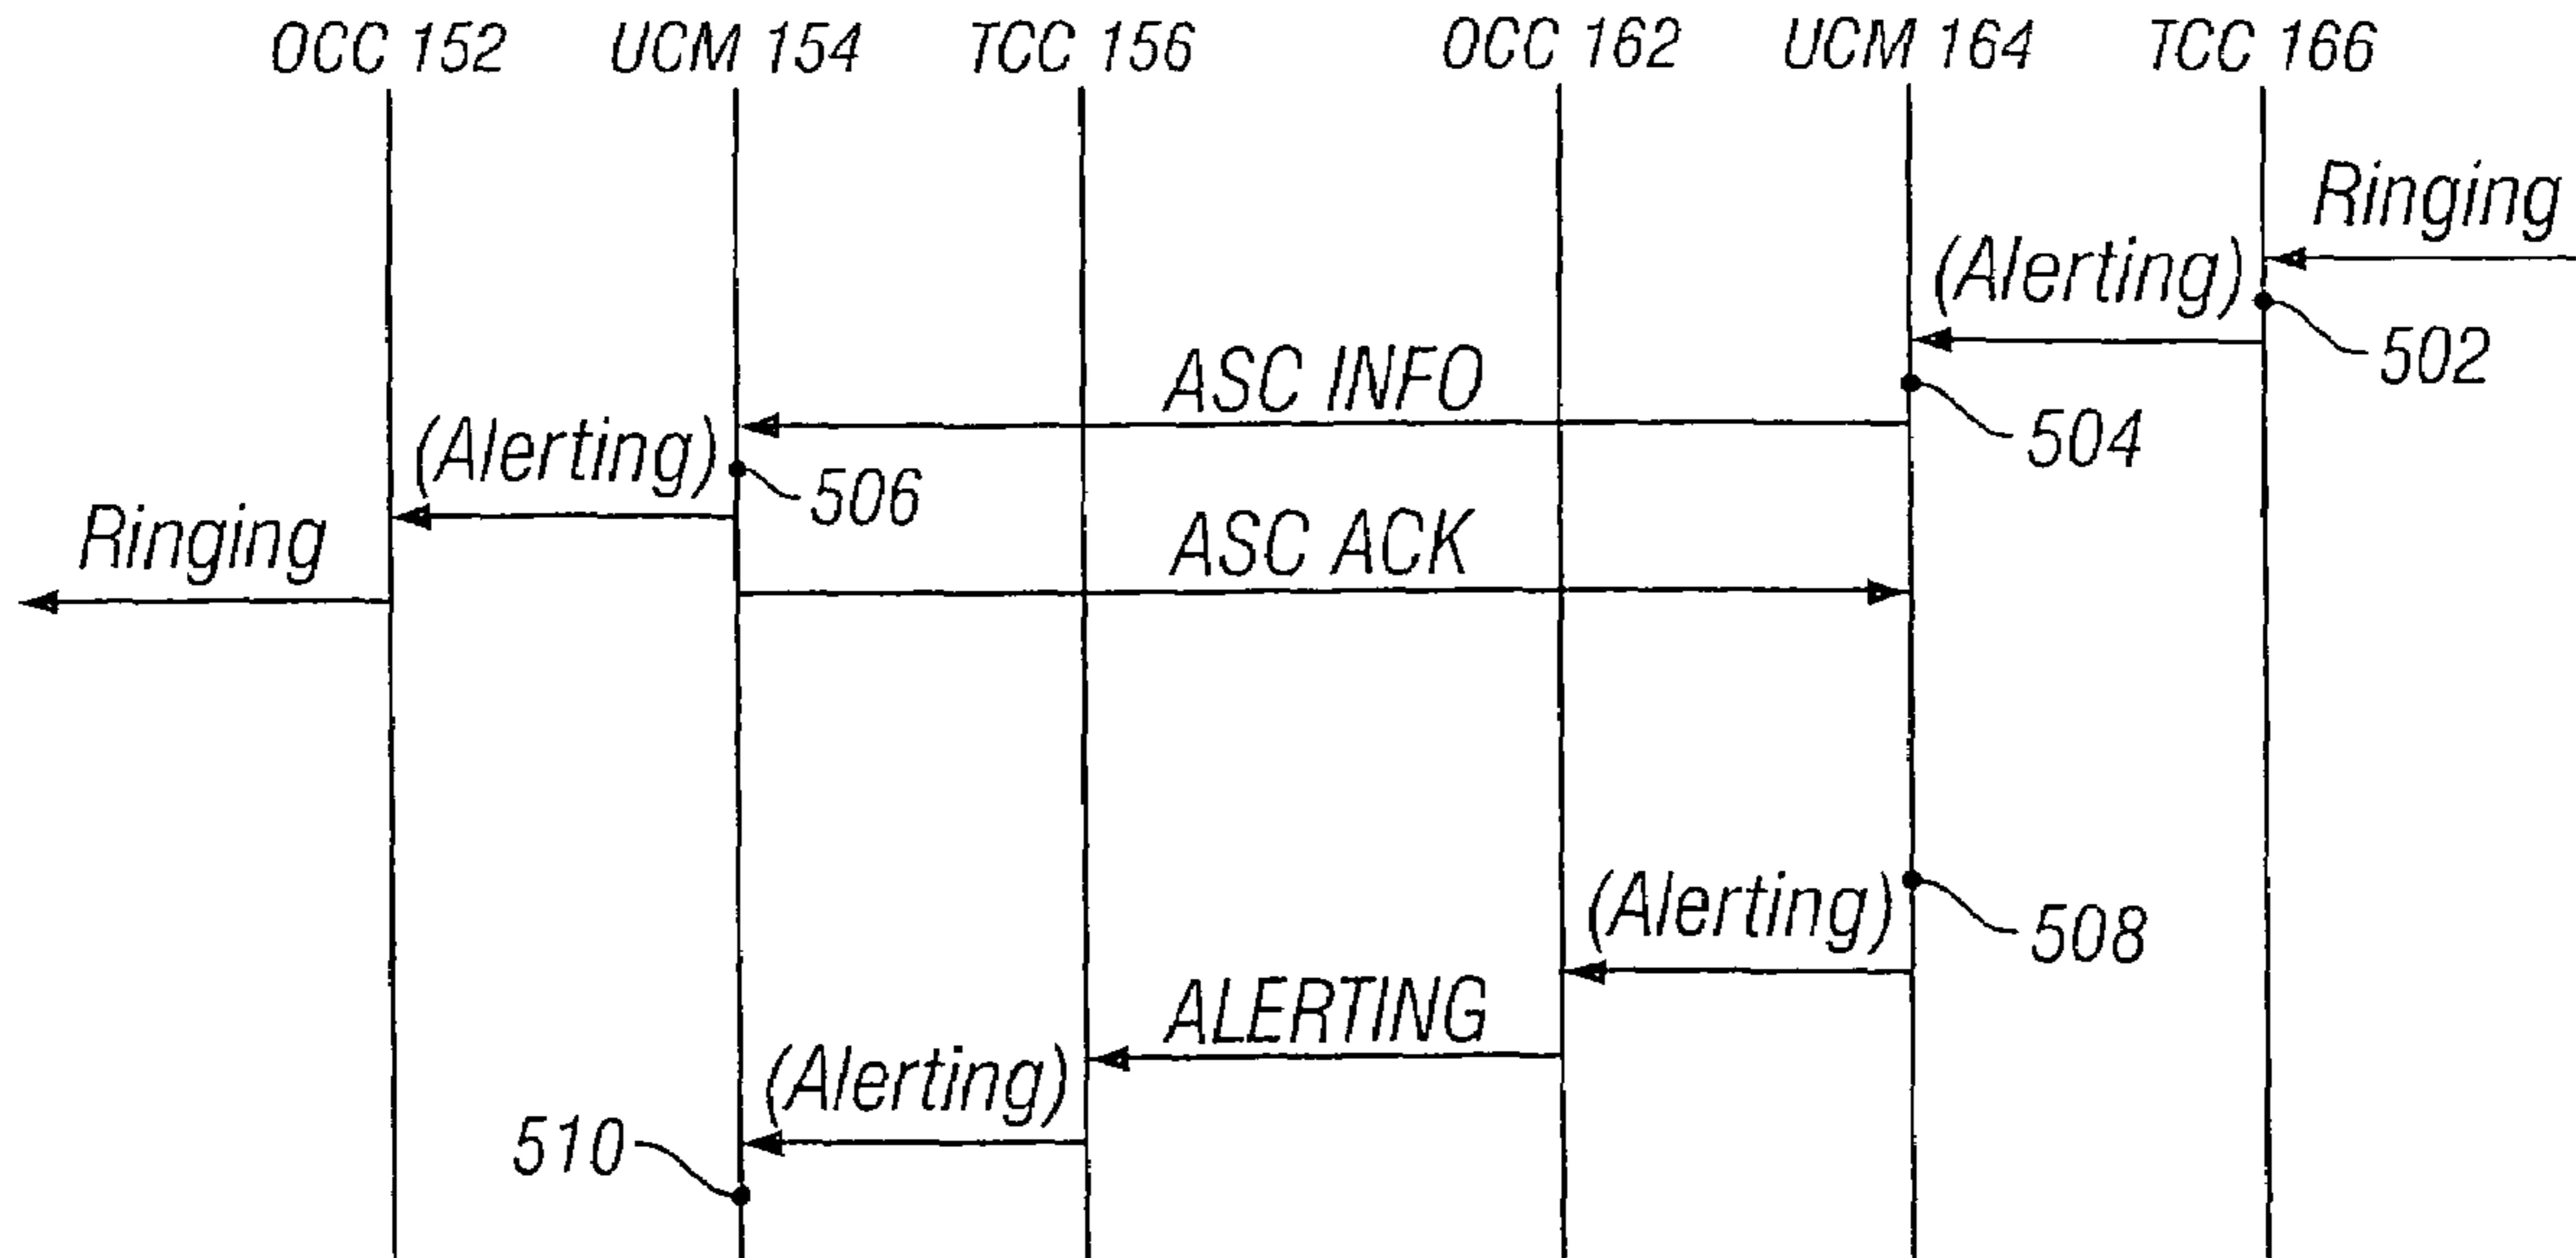 OCC 152 UCM 154 TCC 156 OCC 162 UCM 164 TCC 166
Ringing
(Alerting)
502
ASC INFO
504
(Alerting)
506
Ringing
ASC ACK
(Alerting)
508
ALERTING
(Alerting)
510